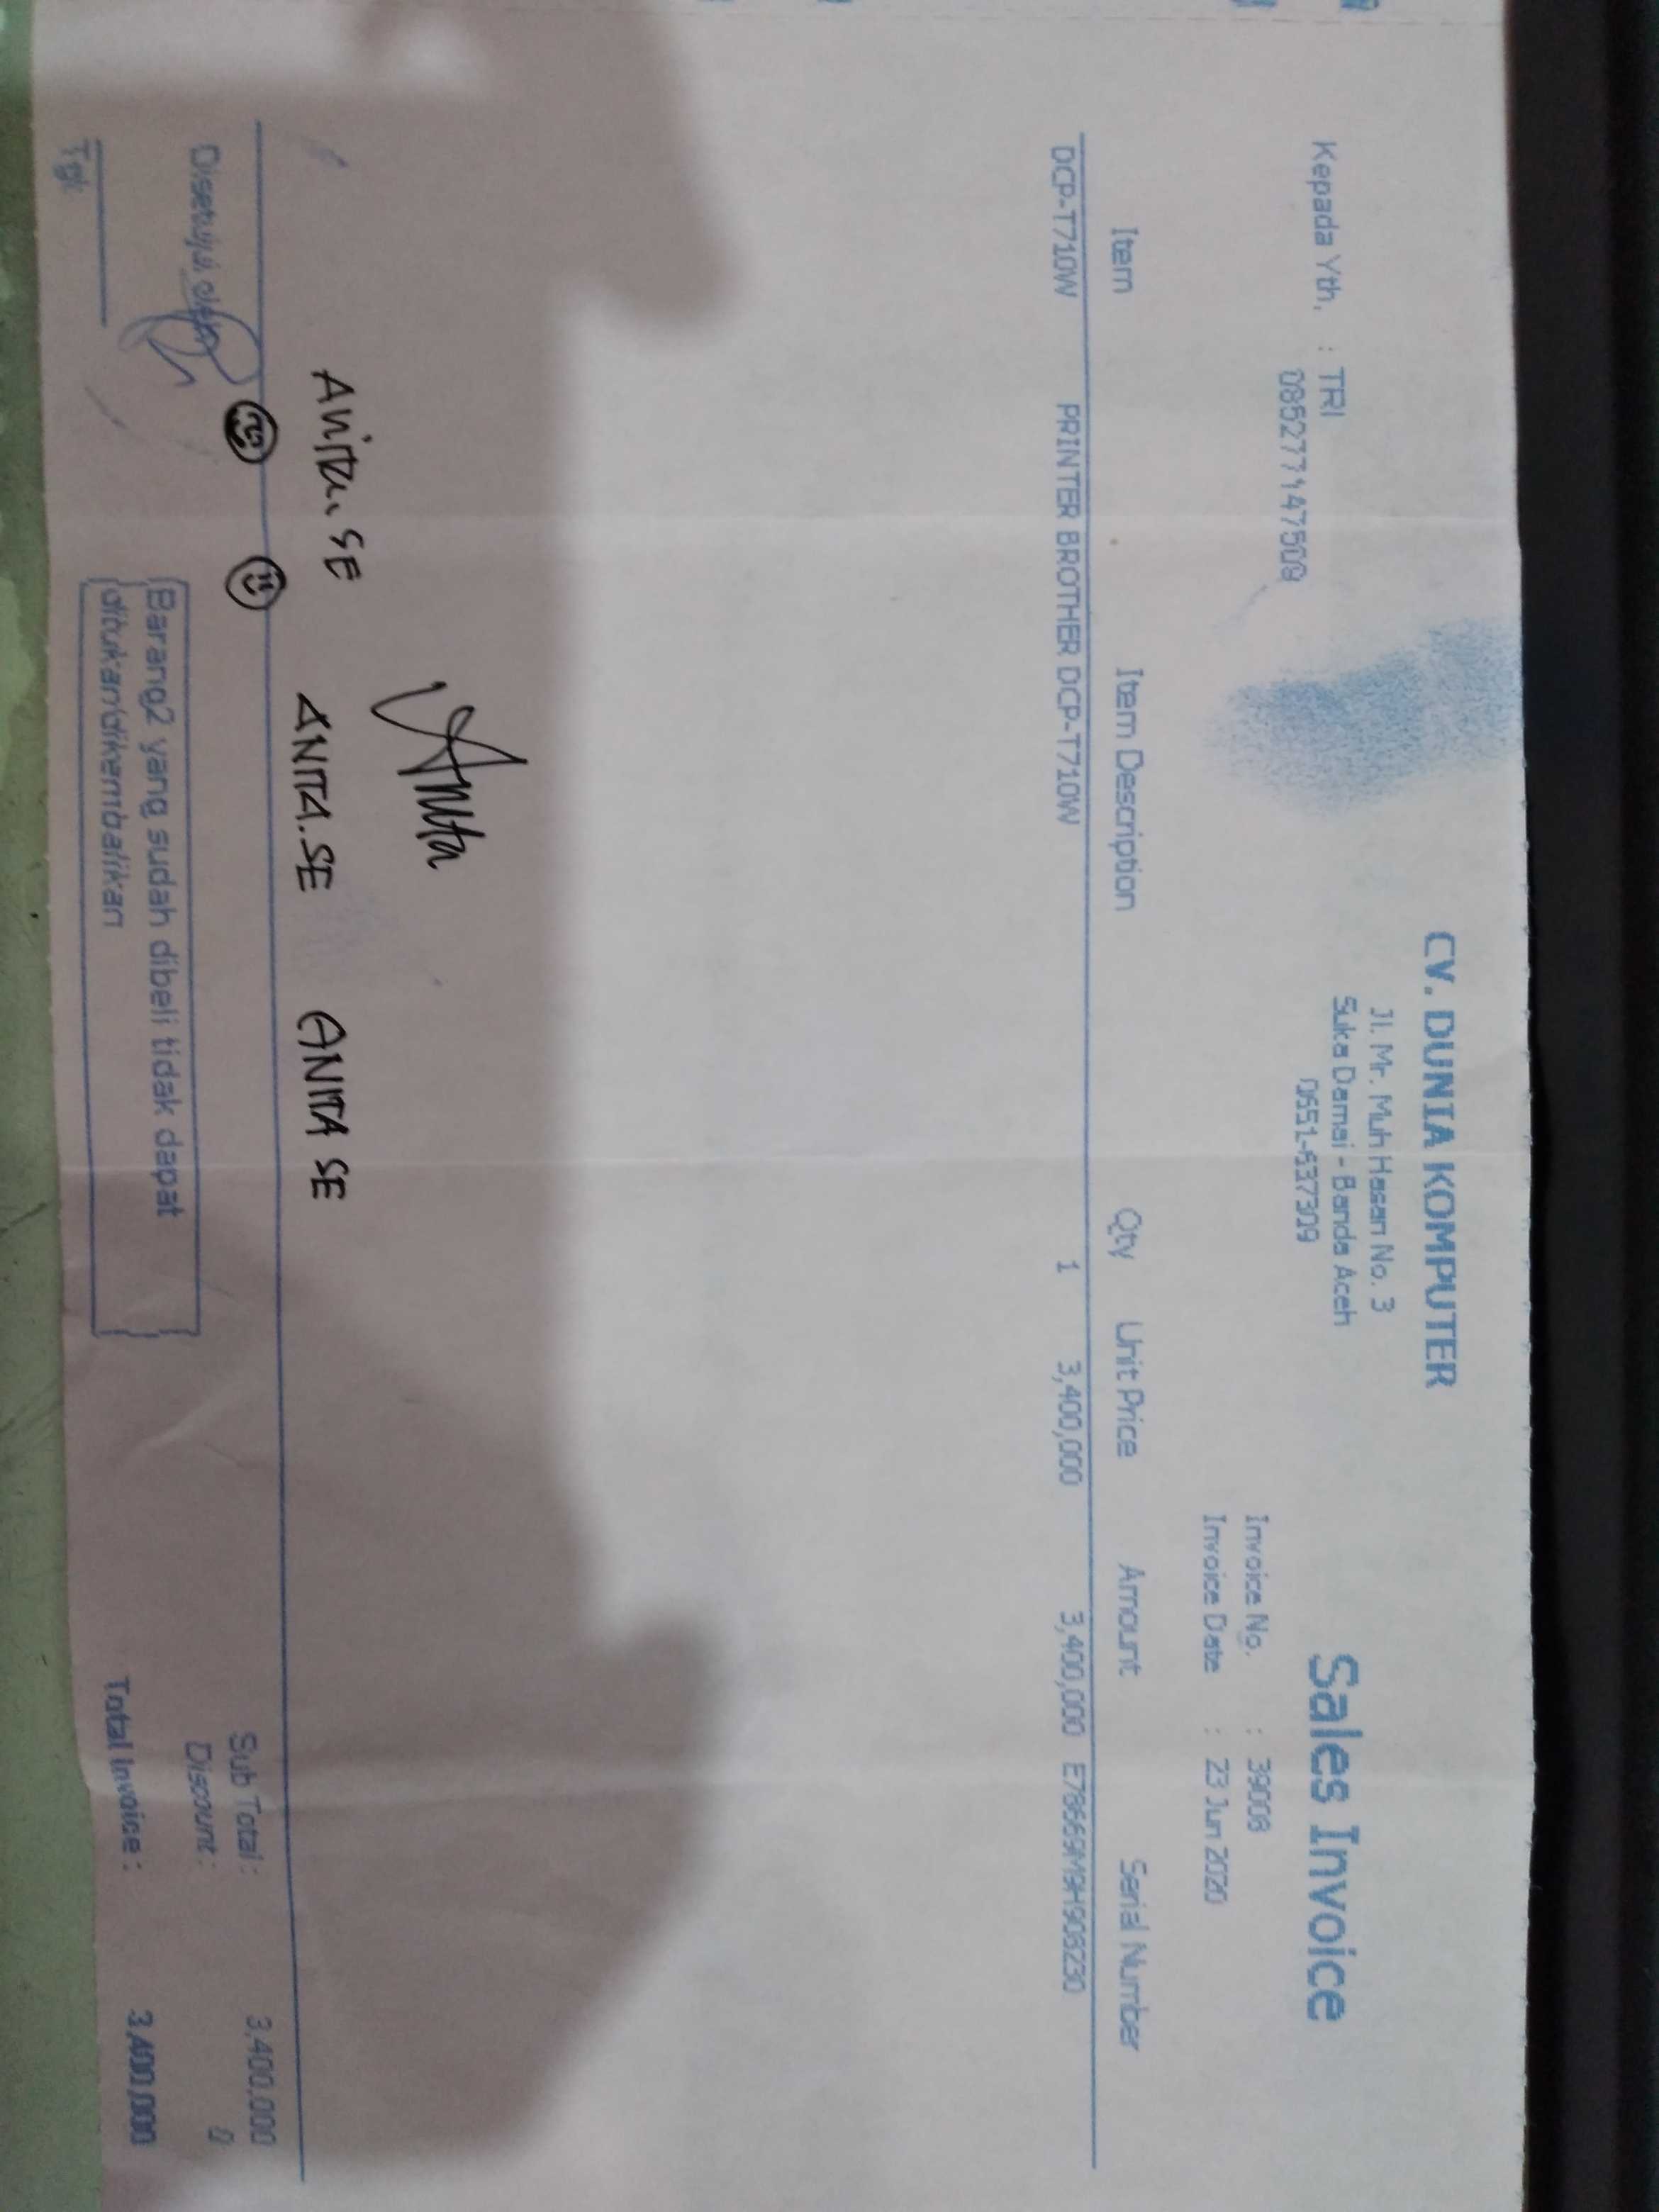 CV. DUNIA KOMPUTER
Jl. Mr. Muh Hasan No. 3
Suka Damai - Banda Aceh
0651-637309
Sales Invoice
Kepada Yth, : TRI
Invoice No. : 39008
Invoice Date : 23 Jun 2020
Item Item Description Qty Unit Price Amount Serial Number
DCP-T710W PRINTER BROTHER DCP-T710W 1 3,400,000 3,400,000
Anita
Anita. SE ANITA.SE ANITA SE
Disetujui oleh
Tgl
Barang2 yang sudah dibeli tidak dapat
ditukar/dikembalikan
Sub Total : 3,400,000
Discount : 0
Total Invoice : 3,400,000